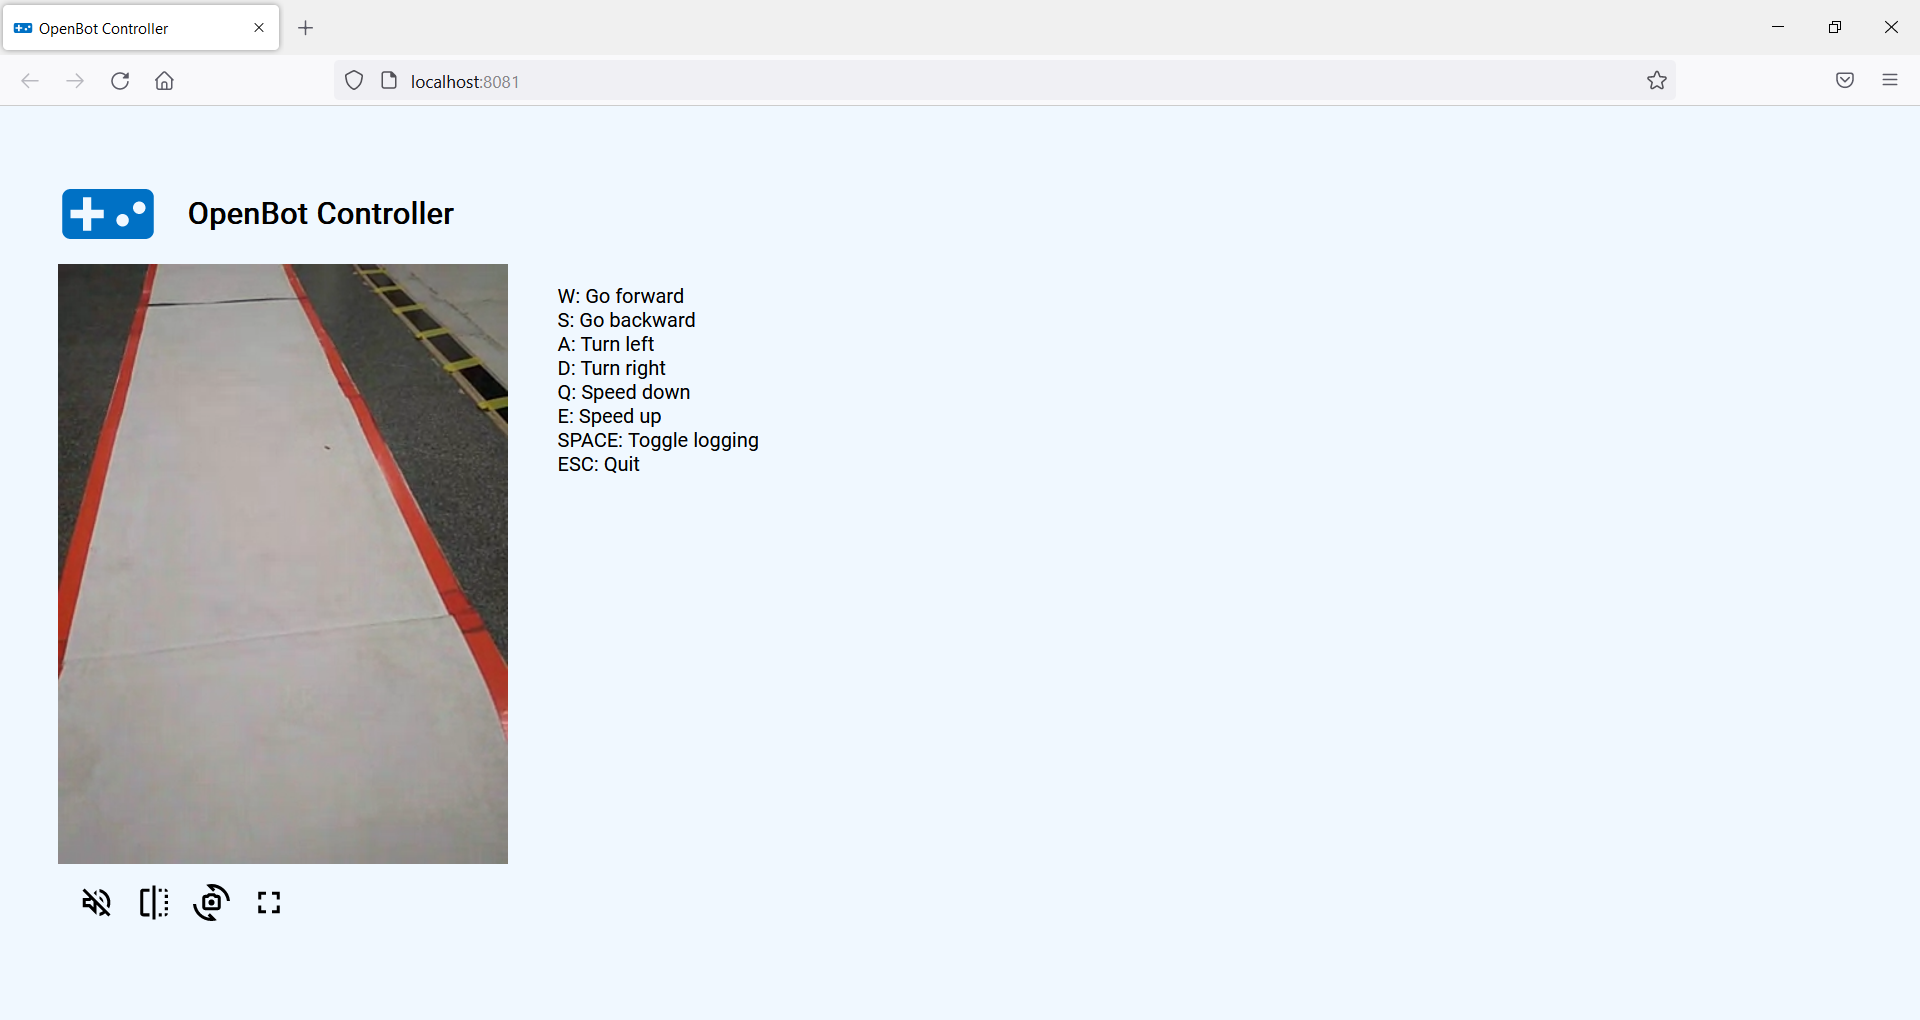 OpenBot Controller
localhost:8081
OpenBot Controller
W: Go forward
S: Go backward
A: Turn left
D: Turn right
Q: Speed down
E: Speed up
SPACE: Toggle logging
ESC: Quit